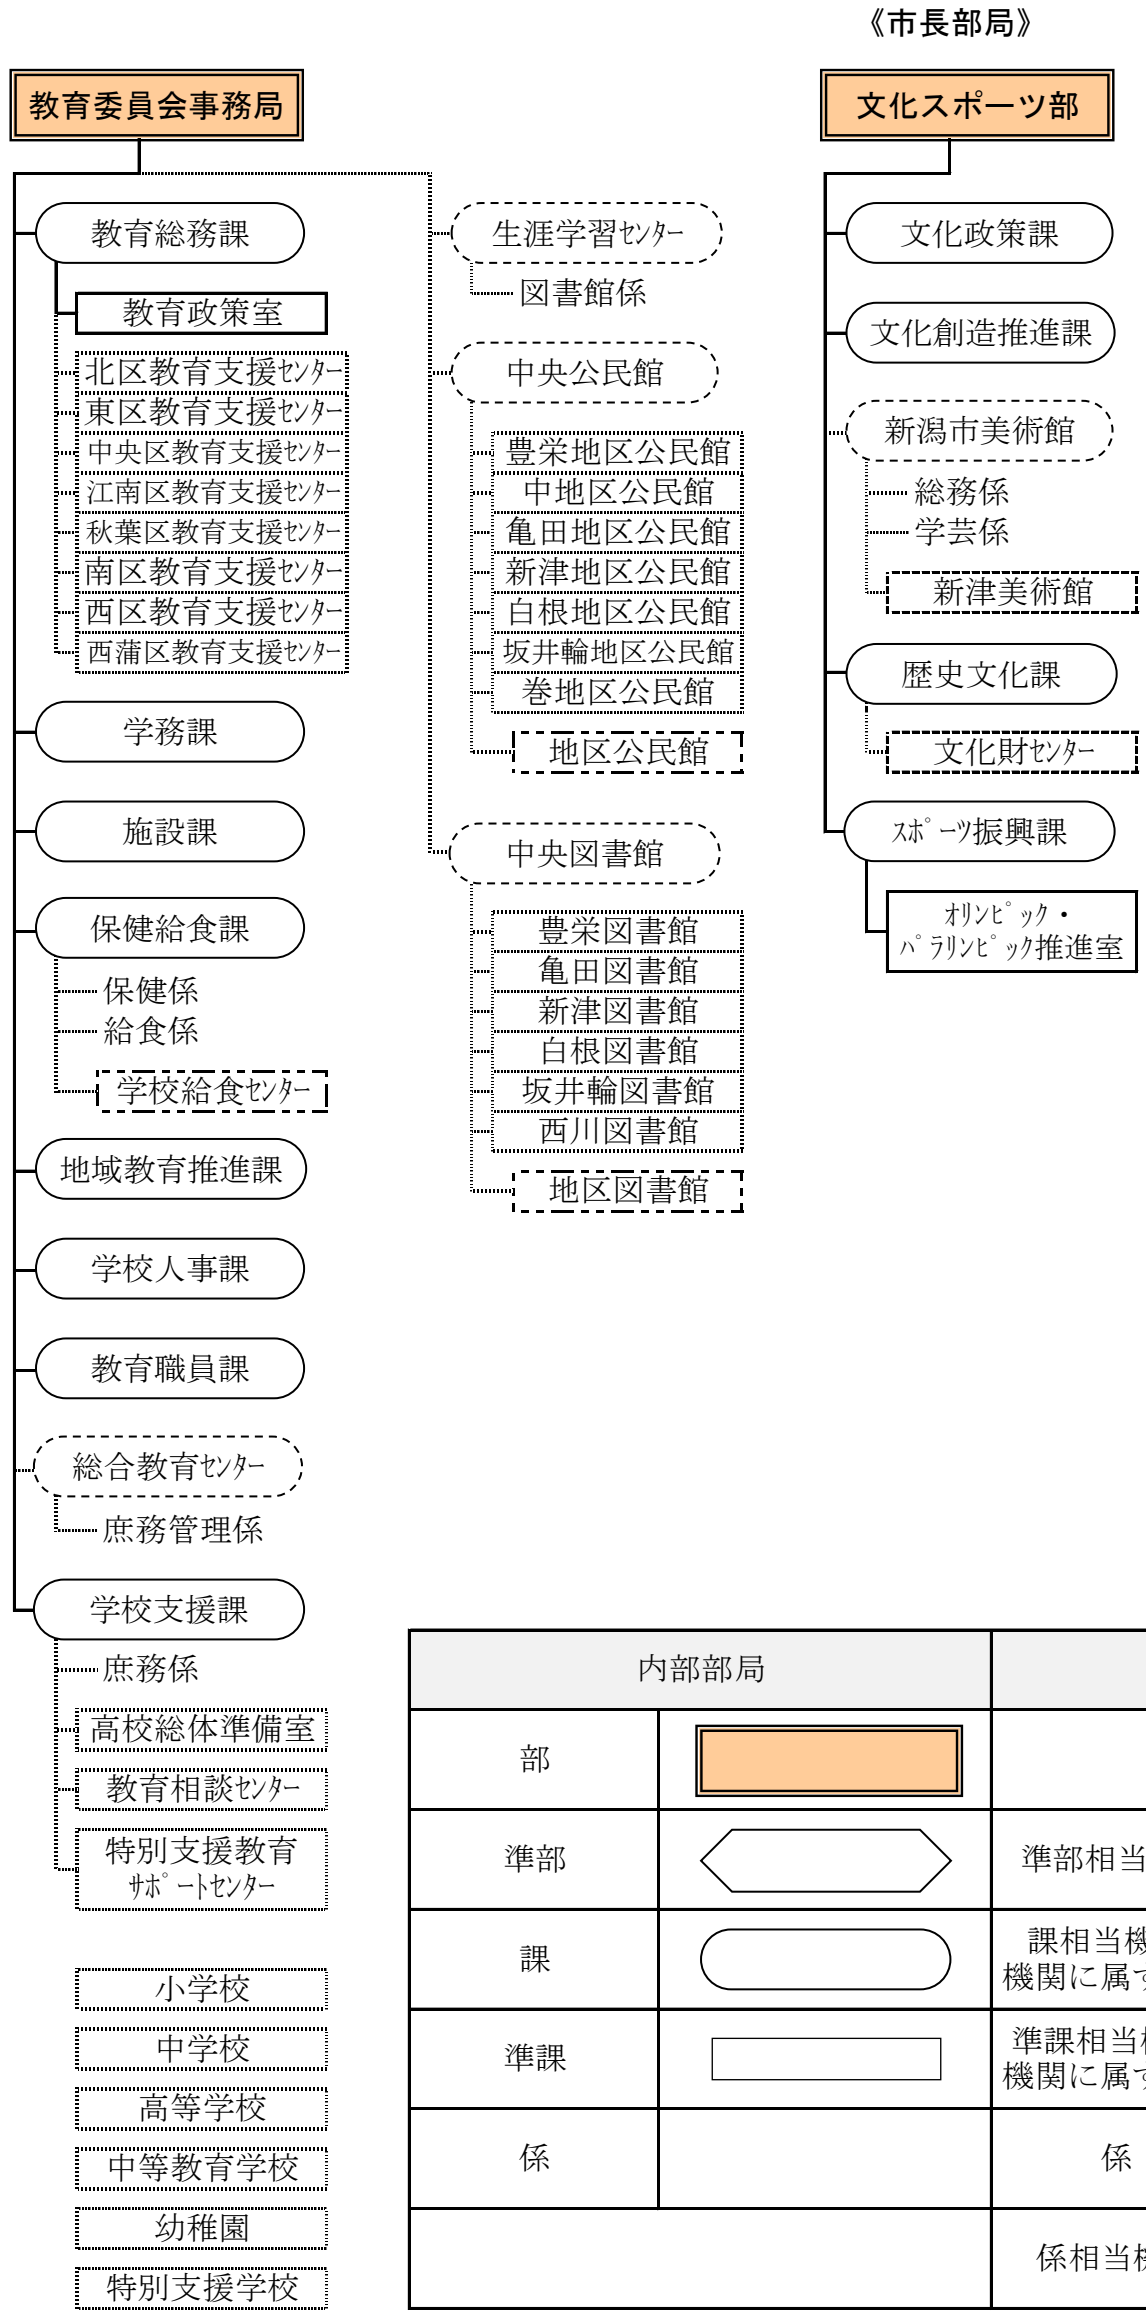 《市長部局》
教育委員会事務局
教育総務課
教育政策室
北区教育支援センター
東区教育支援センター
中央区教育支援センター
江南区教育支援センター
秋葉区教育支援センター
南区教育支援センター
西区教育支援センター
西蒲区教育支援センター
学務課
施設課
保健給食課
保健係
給食係
学校給食センター
地域教育推進課
学校人事課
教育職員課
総合教育センター
庶務管理係
学校支援課
庶務係
高校総体準備室
教育相談センター
特別支援教育
サポートセンター
小学校
中学校
高等学校
中等教育学校
幼稚園
特別支援学校
生涯学習センター
図書館係
中央公民館
豊栄地区公民館
中地区公民館
亀田地区公民館
新津地区公民館
白根地区公民館
坂井輪地区公民館
巻地区公民館
地区公民館
中央図書館
豊栄図書館
亀田図書館
新津図書館
白根図書館
坂井輪図書館
西川図書館
地区図書館
文化スポーツ部
文化政策課
文化創造推進課
新潟市美術館
総務係
学芸係
新津美術館
歴史文化課
文化財センター
スポーツ振興課
オリンピック・
パラリンピック推進室
内部部局
部
準部
準部相当
課
課相当機
機関に属す
準課
準課相当機
機関に属す
係
係
係相当機